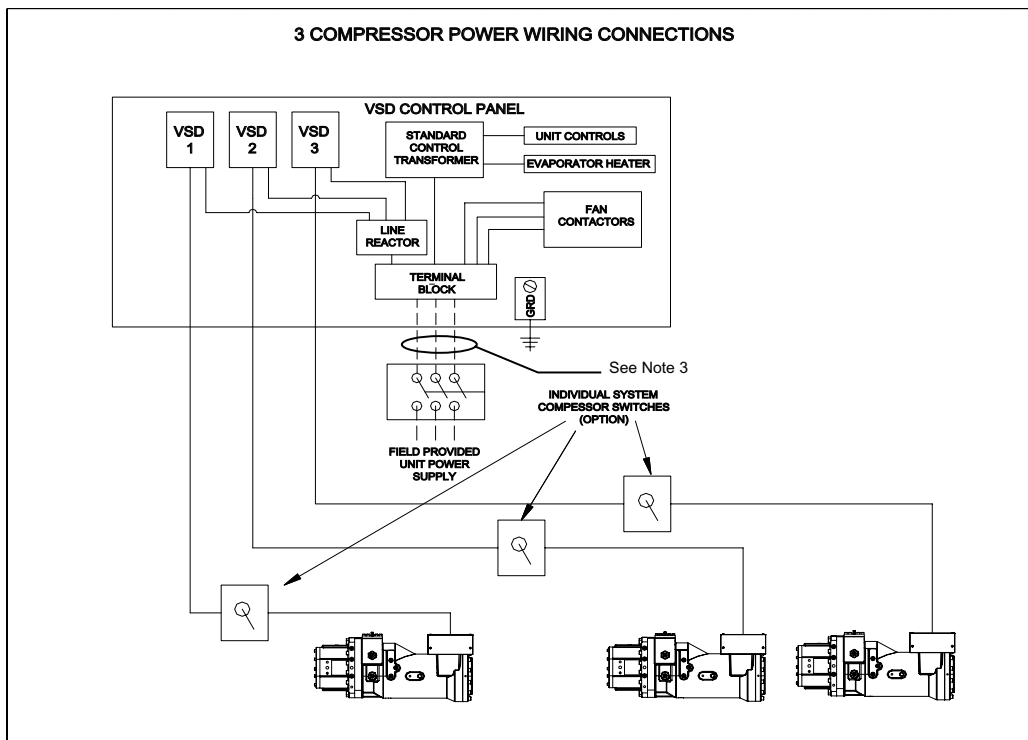 3 COMPRESSOR POWER WIRING CONNECTIONS
VSD CONTROL PANEL
VSD
1
VSD
2
VSD
3
STANDARD
CONTROL
TRANSFORMER
UNIT CONTROLS
EVAPORATOR HEATER
FAN
CONTACTORS
LINE
REACTOR
TERMINAL
BLOCK
GRD
See Note 3
INDIVIDUAL SYSTEM
COMPESSOR SWITCHES
(OPTION)
FIELD PROVIDED
UNIT POWER
SUPPLY